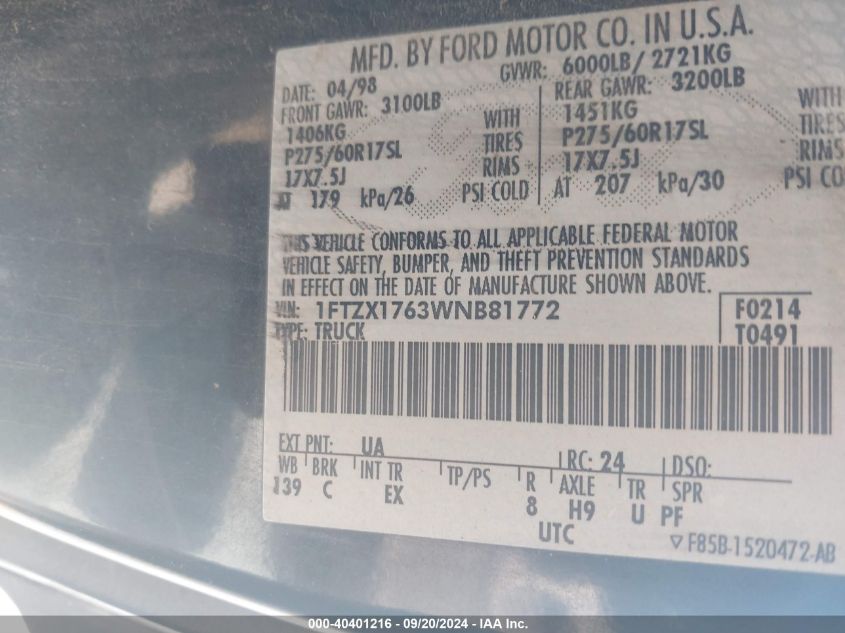 MFD. BY FORD MOTOR CO. IN U.S.A.
DATE: 04/98 GVWR: 6000LB/ 2721KG
FRONT GAWR: 3100LB REAR GAWR: 3200LB
1406KG WITH 1451KG WITH
P275/60R17SL TIRES P275/60R17SL TIRES
17X7.5J RIMS 17X7.5J RIMS
AT 179 kPa/26 PSI COLD AT 207 kPa/30 PSI CO
THIS VEHICLE CONFORMS TO ALL APPLICABLE FEDERAL MOTOR
VEHICLE SAFETY, BUMPER, AND THEFT PREVENTION STANDARDS
IN EFFECT ON THE DATE OF MANUFACTURE SHOWN ABOVE.
VIN: 1FTZX1763WNB81772 F0214
TYPE: TRUCK T0491
EXT PNT: UA RC: 24 DSO:
WB BRK INT TR TP/PS R AXLE TR SPR
139 C EX 8 H9 U PF
UTC
▽ F85B-1520472-AB
000-40401216 - 09/20/2024 - IAA Inc.